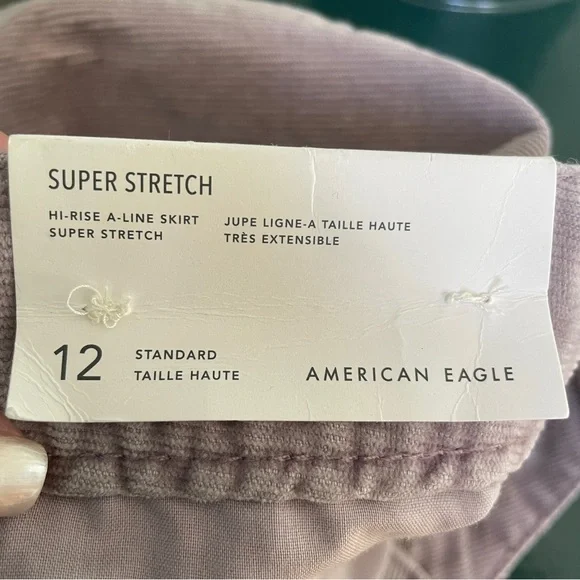 SUPER STRETCH
HI-RISE A-LINE SKIRT
SUPER STRETCH
JUPE LIGNE-A TAILLE HAUTE
TRÈS EXTENSIBLE
12
STANDARD
TAILLE HAUTE
AMERICAN EAGLE